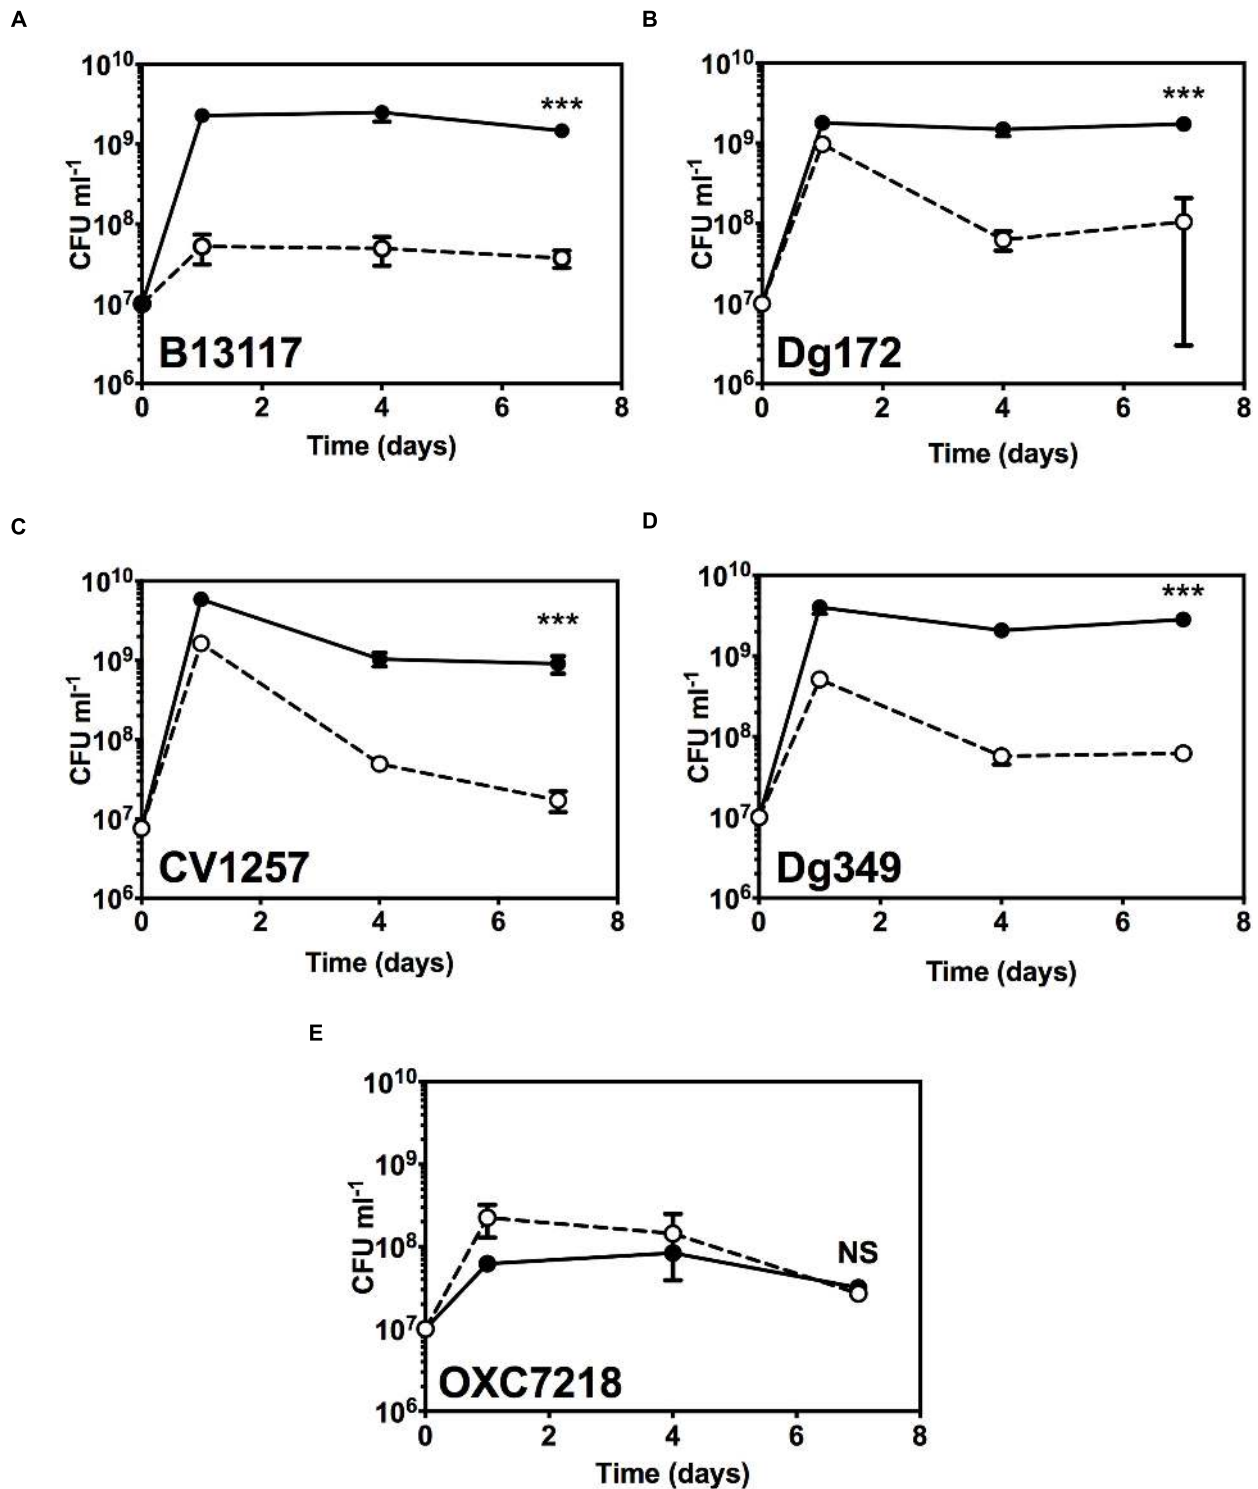 A
10^10
10^9
10^8
10^7
10^6
CFU ml^-1
***
B13117
0 2 4 6 8
Time (days)
B
10^10
10^9
10^8
10^7
10^6
CFU ml^-1
***
Dg172
0 2 4 6 8
Time (days)
C
10^10
10^9
10^8
10^7
10^6
CFU ml^-1
***
CV1257
0 2 4 6 8
Time (days)
D
10^10
10^9
10^8
10^7
10^6
CFU ml^-1
***
Dg349
0 2 4 6 8
Time (days)
E
10^10
10^9
10^8
10^7
10^6
CFU ml^-1
NS
OXC7218
0 2 4 6 8
Time (days)